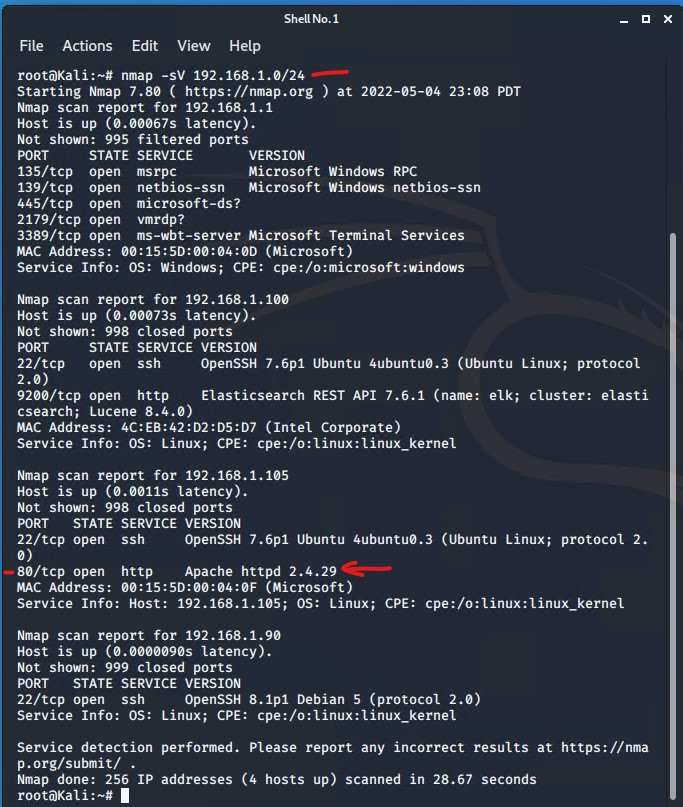 Shell No. 1
File Actions Edit View Help
root@Kali:~# nmap -sV 192.168.1.0/24
Starting Nmap 7.80 ( https://nmap.org ) at 2022-05-04 23:08 PDT
Nmap scan report for 192.168.1.1
Host is up (0.00067s latency).
Not shown: 995 filtered ports
PORT     STATE SERVICE       VERSION
135/tcp  open  msrpc         Microsoft Windows RPC
139/tcp  open  netbios-ssn   Microsoft Windows netbios-ssn
445/tcp  open  microsoft-ds?
2179/tcp open  vmrdp?
3389/tcp open  ms-wbt-server Microsoft Terminal Services
MAC Address: 00:15:5D:00:04:0D (Microsoft)
Service Info: OS: Windows; CPE: cpe:/o:microsoft:windows
Nmap scan report for 192.168.1.100
Host is up (0.00073s latency).
Not shown: 998 closed ports
PORT     STATE SERVICE VERSION
22/tcp   open  ssh     OpenSSH 7.6p1 Ubuntu 4ubuntu0.3 (Ubuntu Linux; protocol
2.0)
9200/tcp open  http    Elasticsearch REST API 7.6.1 (name: elk; cluster: elasti
csearch; Lucene 8.4.0)
MAC Address: 4C:EB:42:D2:D5:D7 (Intel Corporate)
Service Info: OS: Linux; CPE: cpe:/o:linux:linux_kernel
Nmap scan report for 192.168.1.105
Host is up (0.0011s latency).
Not shown: 998 closed ports
PORT   STATE SERVICE VERSION
22/tcp open  ssh     OpenSSH 7.6p1 Ubuntu 4ubuntu0.3 (Ubuntu Linux; protocol 2.
0)
80/tcp open  http    Apache httpd 2.4.29
MAC Address: 00:15:5D:00:04:0F (Microsoft)
Service Info: Host: 192.168.1.105; OS: Linux; CPE: cpe:/o:linux:linux_kernel
Nmap scan report for 192.168.1.90
Host is up (0.0000090s latency).
Not shown: 999 closed ports
PORT   STATE SERVICE VERSION
22/tcp open  ssh     OpenSSH 8.1p1 Debian 5 (protocol 2.0)
Service Info: OS: Linux; CPE: cpe:/o:linux:linux_kernel
Service detection performed. Please report any incorrect results at https://nma
p.org/submit/ .
Nmap done: 256 IP addresses (4 hosts up) scanned in 28.67 seconds
root@Kali:~#